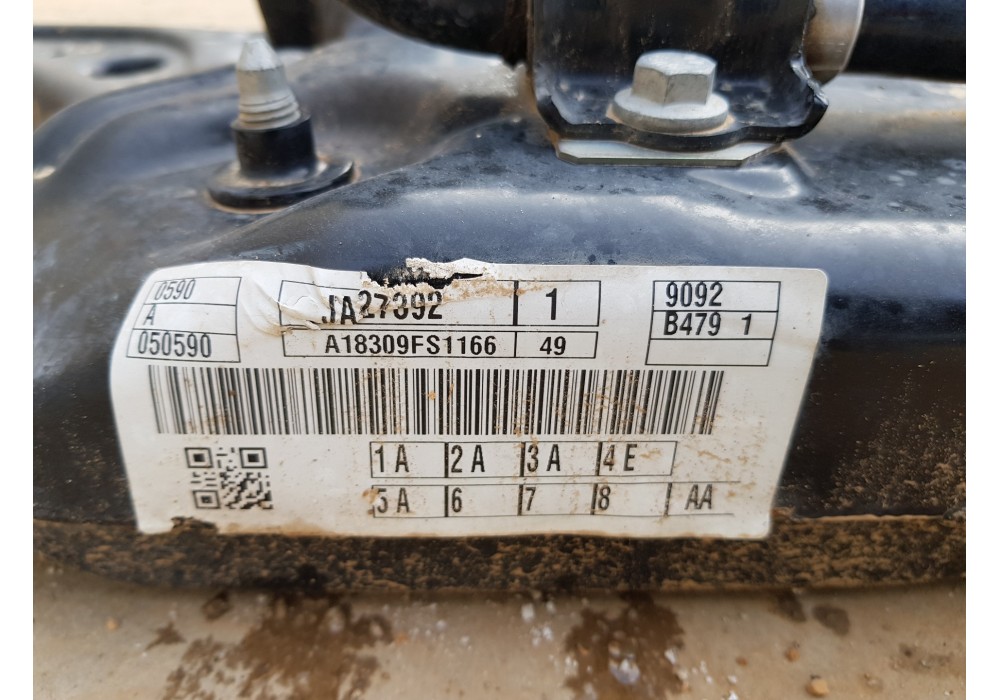 0590
A
050590
JA27392 1
A18309FS1166 49
9092
B479 1
1A 2A 3A 4E
5A 6 7 8 AA